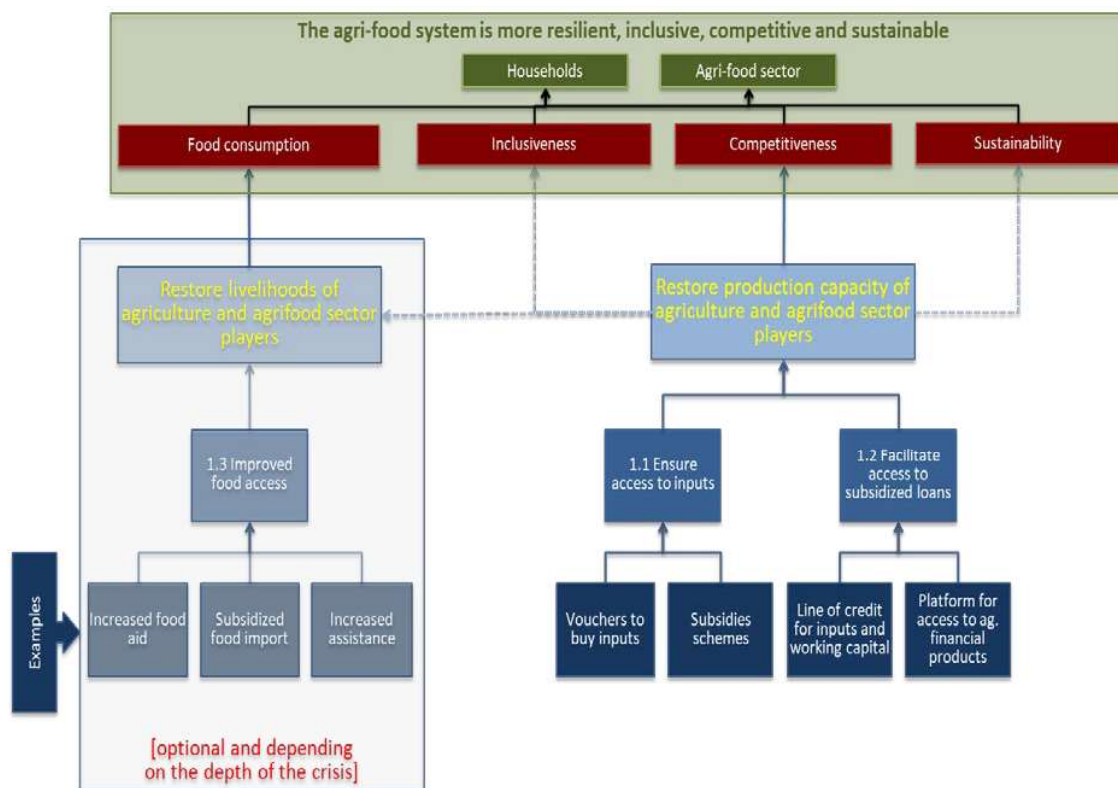 The agri-food system is more resilient, inclusive, competitive and sustainable
Households
Agri-food sector
Food consumption
Inclusiveness
Competitiveness
Sustainability
Restore livelihoods of
agriculture and agrifood sector
players
Restore production capacity of
agriculture and agrifood sector
players
1.3 Improved
food access
1.1 Ensure
access to inputs
1.2 Facilitate
access to
subsidized loans
Examples
Increased food
aid
Subsidized
food import
Increased
assistance
Vouchers to
buy inputs
Subsidies
schemes
Line of credit
for inputs and
working capital
Platform for
access to ag.
financial
products
[optional and depending
on the depth of the crisis]